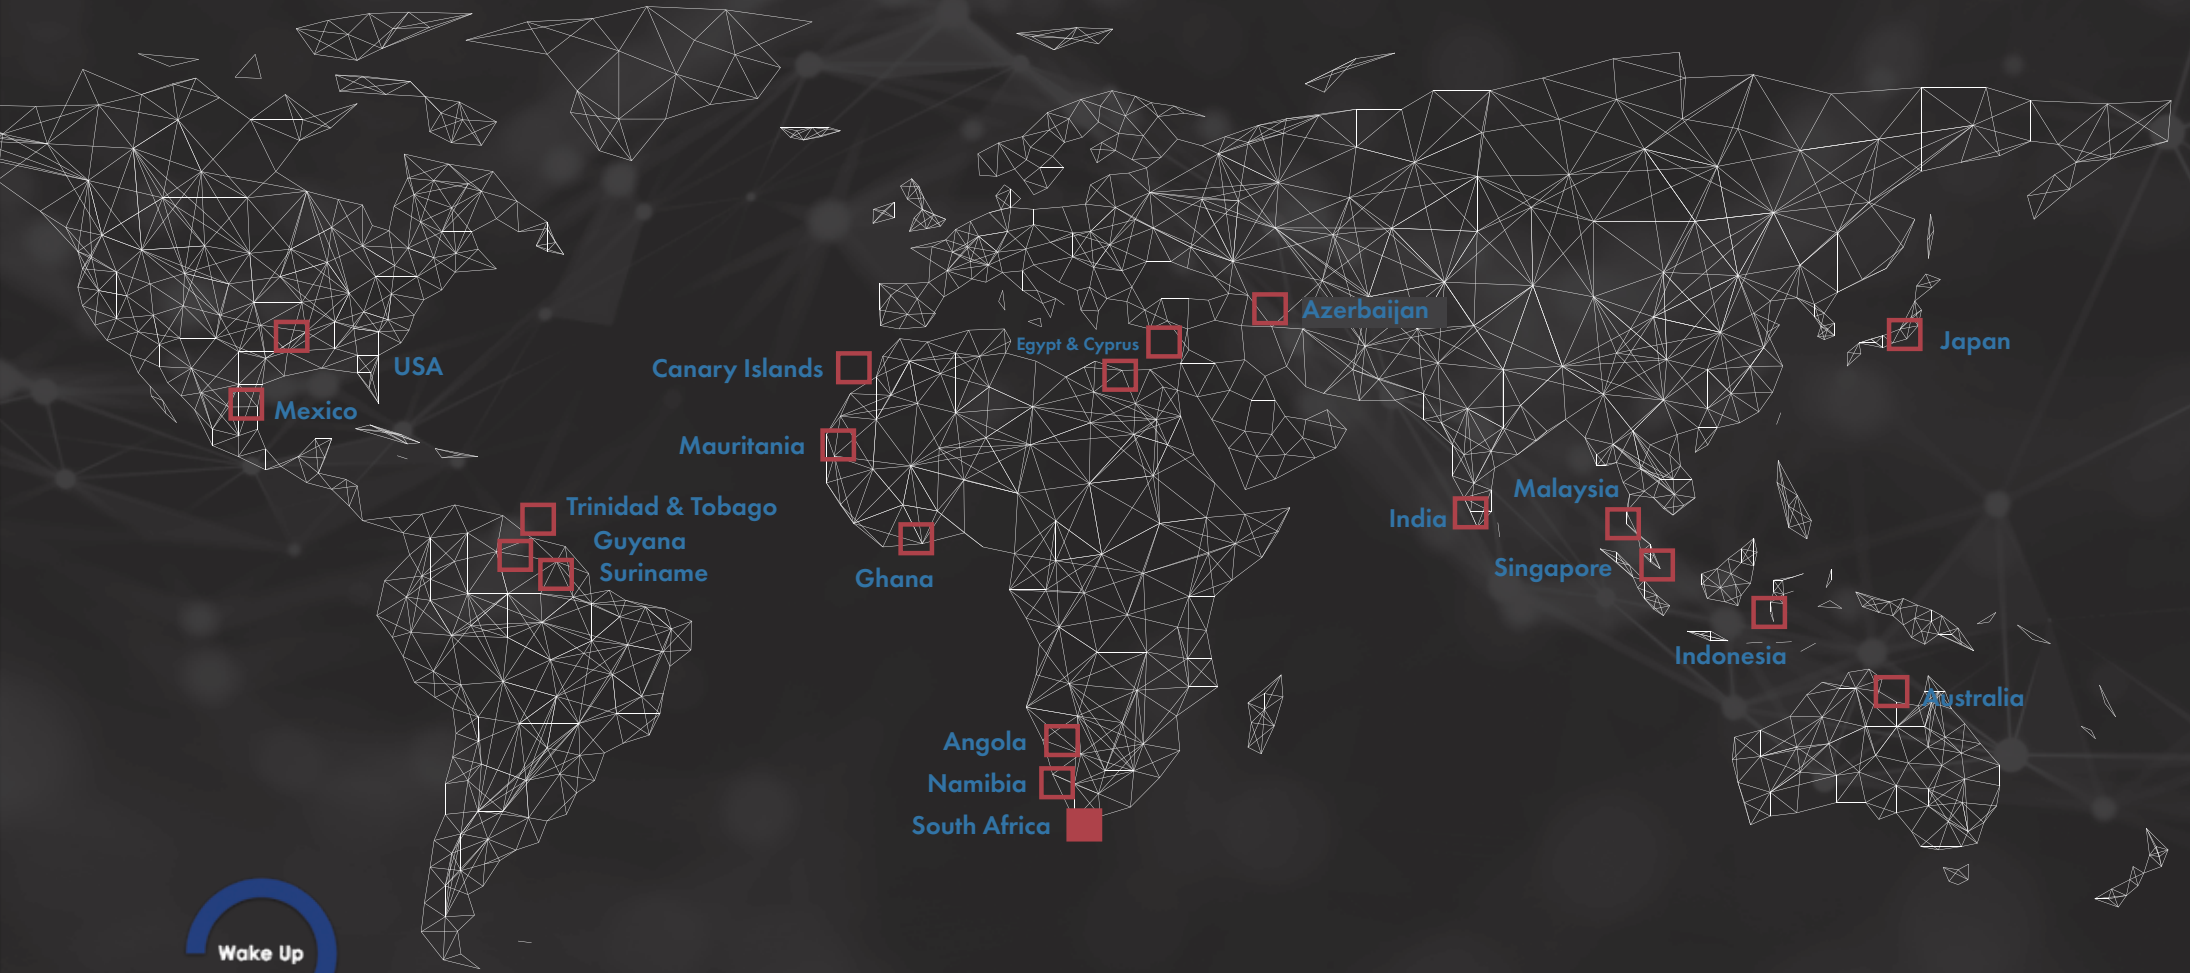 Azerbaijan
Egypt & Cyprus
Japan
USA
Canary Islands
Mexico
Mauritania
Malaysia
Trinidad & Tobago
India
Guyana
Singapore
Suriname
Ghana
Indonesia
Australia
Angola
Namibia
South Africa
Wake Up